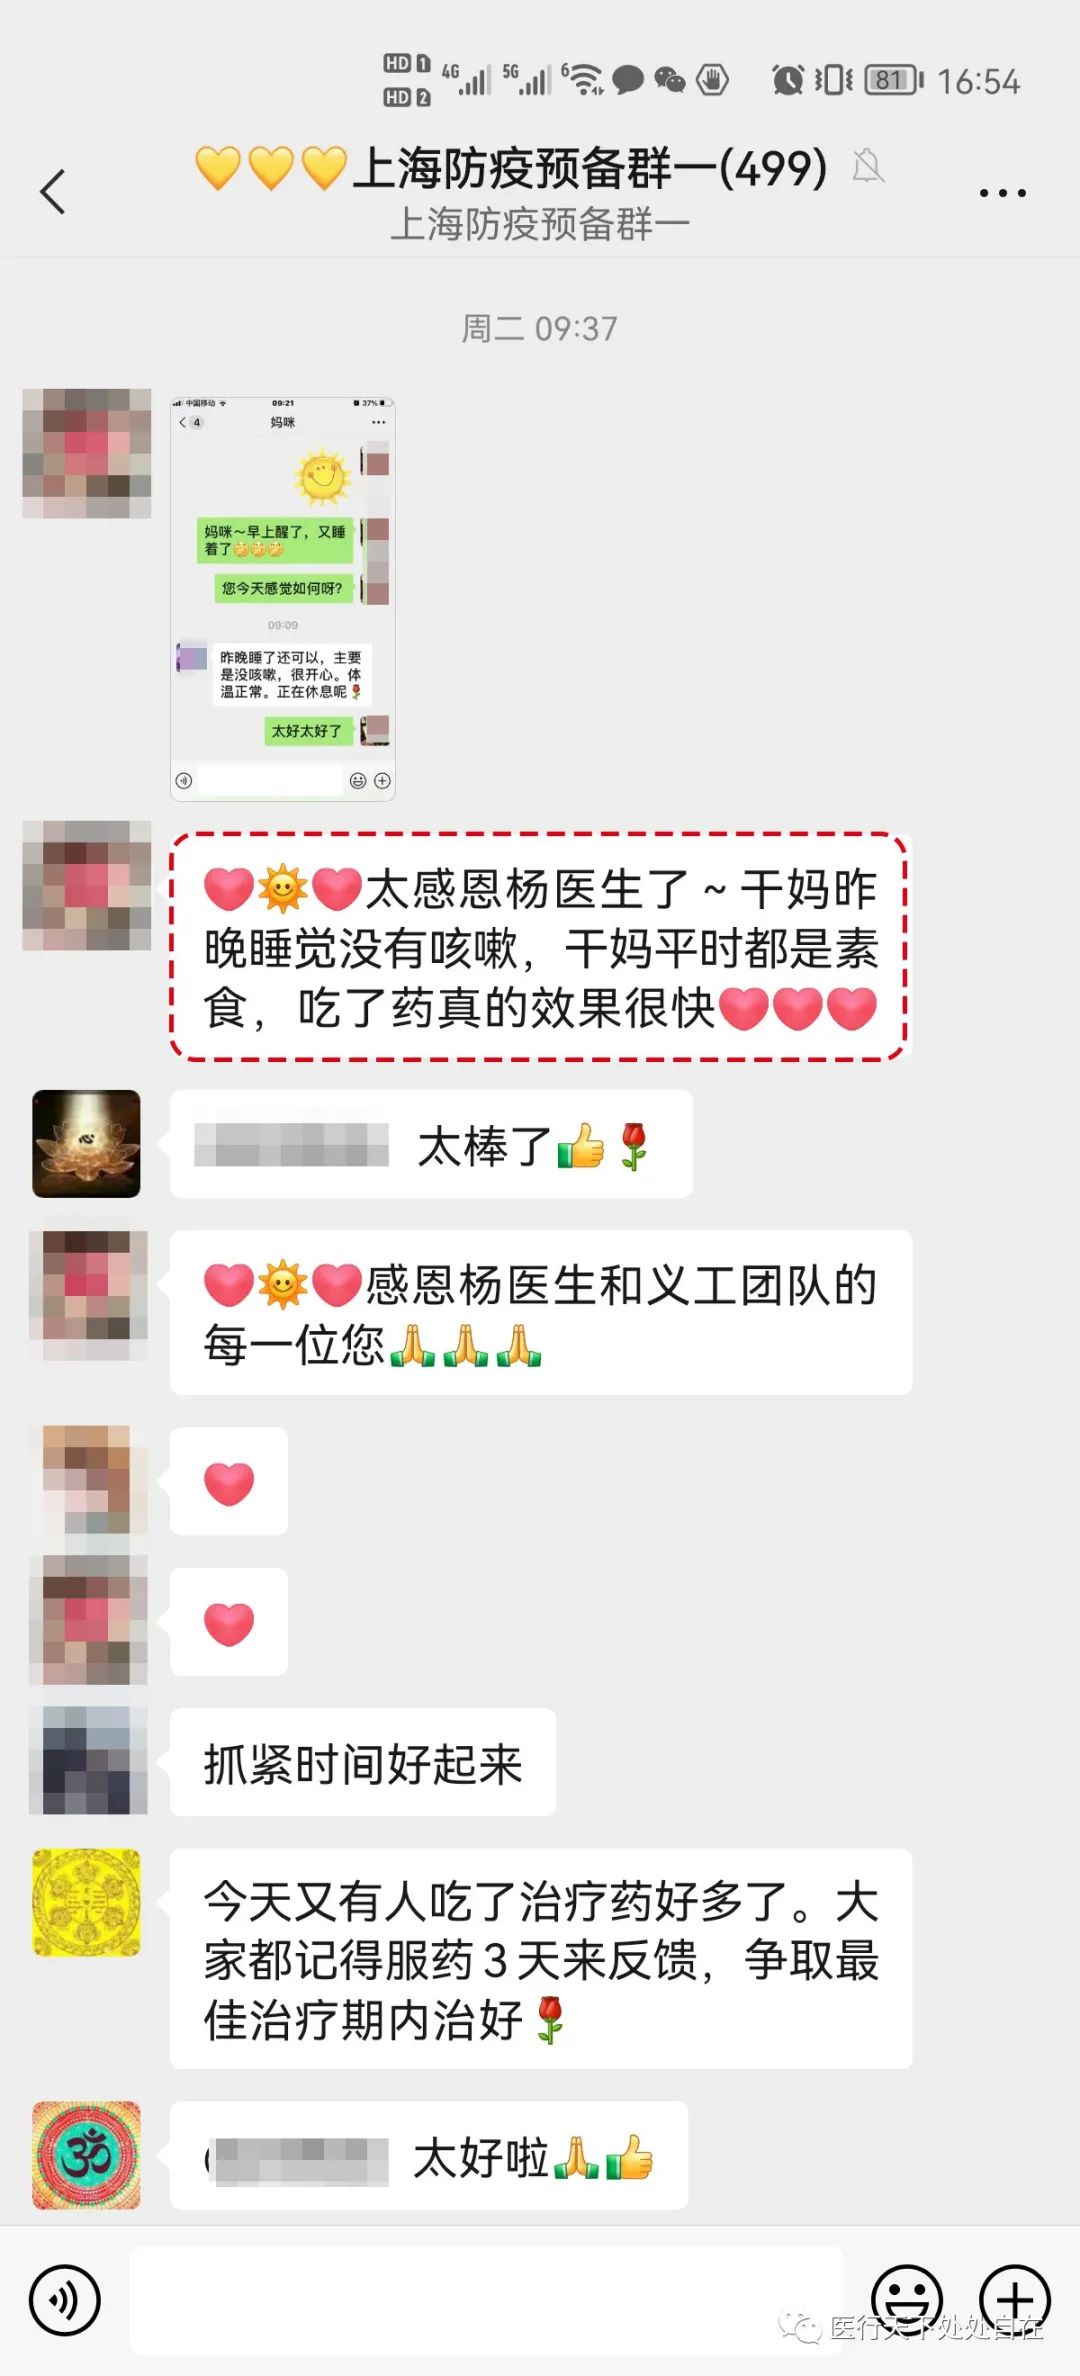 HD 1 4G 5G 6 81 16:54
HD 2
上海防疫预备群一(499)
上海防疫预备群一
周二 09:37
中国移动 09:21 37%
4 妈咪
妈咪～早上醒了，又睡
着了
您今天感觉如何呀?
09:09
昨晚睡了还可以，主要
是没咳嗽，很开心。体
温正常。正在休息呢
太好太好了
太感恩杨医生了～干妈昨
晚睡觉没有咳嗽，干妈平时都是素
食，吃了药真的效果很快
心
太棒了
感恩杨医生和义工团队的
每一位您
抓紧时间好起来
今天又有人吃了治疗药好多了。大
家都记得服药3天来反馈，争取最
佳治疗期内治好
ॐ
太好啦
医行天下处处自在